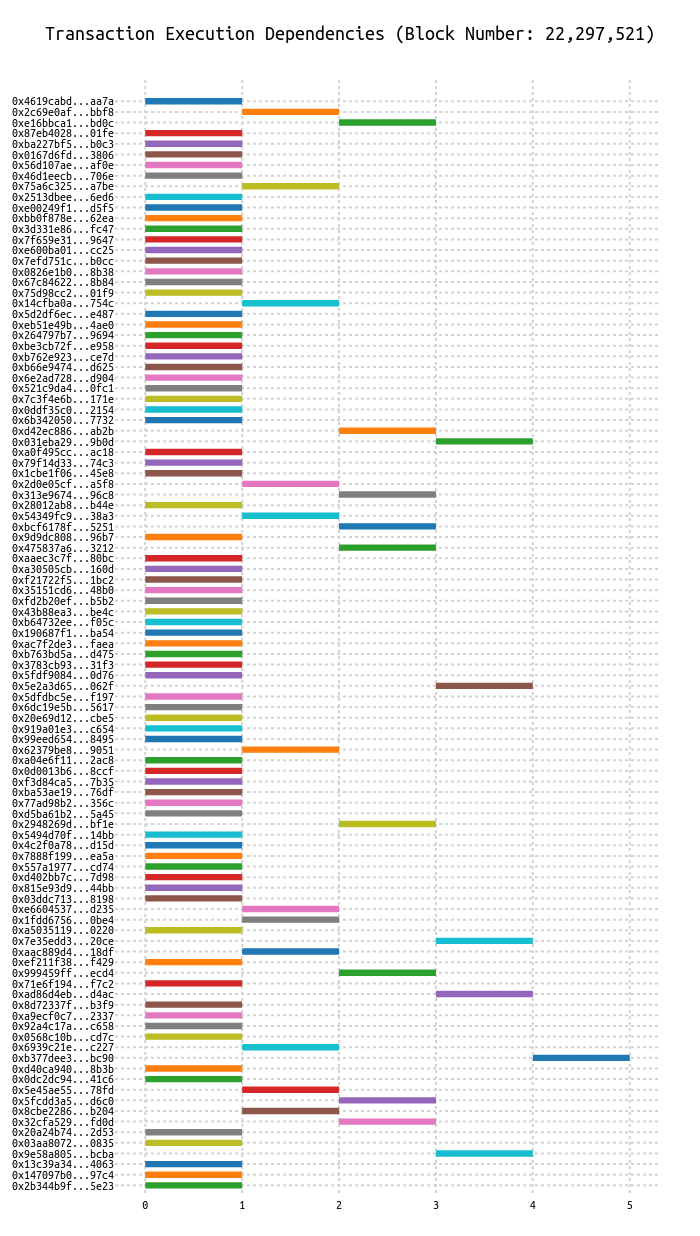 Transaction Execution Dependencies (Block Number: 22,297,521)
0x4619cabd...aa7a
0x2c69e0af...bbf8
0xe16bbca1...bd0c
0x87eb4028...01fe
0xba227bf5...b0c3
0x0167d6fd...3806
0x56d107ae...af0e
0x46d1eecb...706e
0x75a6c325...a7be
0x2513dbee...6ed6
0xe00249f1...d5f5
0xbb0f878e...62ea
0x3d331e86...fc47
0x7f659e31...9647
0xe600ba01...cc25
0x7efd751c...b0cc
0x0826e1b0...8b38
0x67c84622...8b84
0x75d98cc2...01f9
0x14cfba0a...754c
0x5d2df6ec...e487
0xeb51e49b...4ae0
0x264797b7...9694
0xbe3cb72f...e958
0xb762e923...ce7d
0xb66e9474...d625
0x6e2ad728...d904
0x521c9da4...0fc1
0x7c3f4e6b...171e
0x0ddf35c0...2154
0x6b342050...7732
0xd42ec886...ab2b
0x031eba29...9b0d
0xa0f495cc...ac18
0x79f14d33...74c3
0x1cbe1f06...45e8
0x2d0e05cf...a5f8
0x313e9674...96c8
0x28012ab8...b44e
0x54349fc9...38a3
0xbcf6178f...5251
0x9d9dc808...96b7
0x475837a6...3212
0xaaec3c7f...80bc
0xa30505cb...160d
0xf21722f5...1bc2
0x35151cd6...48b0
0xfd2b20ef...b5b2
0x43b88ea3...be4c
0xb64732ee...f05c
0x190687f1...ba54
0xac7f2de3...faea
0xb763bd5a...d475
0x3783cb93...31f3
0x5fdf9084...0d76
0x5e2a3d65...062f
0x5dfdbc5e...f197
0x6dc19e5b...5617
0x20e69d12...cbe5
0x919a01e3...c654
0x99eed654...8495
0x62379be8...9051
0xa04e6f11...2ac8
0x0d0013b6...8ccf
0xf3d84ca5...7b35
0xba53ae19...76df
0x77ad98b2...356c
0xd5ba61b2...5a45
0x2948269d...bf1e
0x5494d70f...14bb
0x4c2f0a78...d15d
0x7888f199...ea5a
0x557a1977...cd74
0xd402bb7c...7d98
0x815e93d9...44bb
0x03ddc713...8198
0xe6604537...d235
0x1fdd6756...0be4
0xa5035119...0220
0x7e35edd3...20ce
0xaac889d4...18df
0xef211f38...f429
0x999459ff...ecd4
0x71e6f194...f7c2
0xad86d4eb...d4ac
0x8d72337f...b3f9
0xa9ecf0c7...2337
0x92a4c17a...c658
0x0568c10b...cd7c
0x6939c21e...c227
0xb377dee3...bc90
0xd40ca940...8b3b
0x0dc2dc94...41c6
0x5e45ae55...78fd
0x5fcdd3a5...d6c0
0x8cbe2286...b204
0x32cfa529...fd0d
0x20a24b74...2d53
0x03aa8072...0835
0x9e58a805...bcba
0x13c39a34...4063
0x147097b0...97c4
0x2b344b9f...5e23
0 1 2 3 4 5